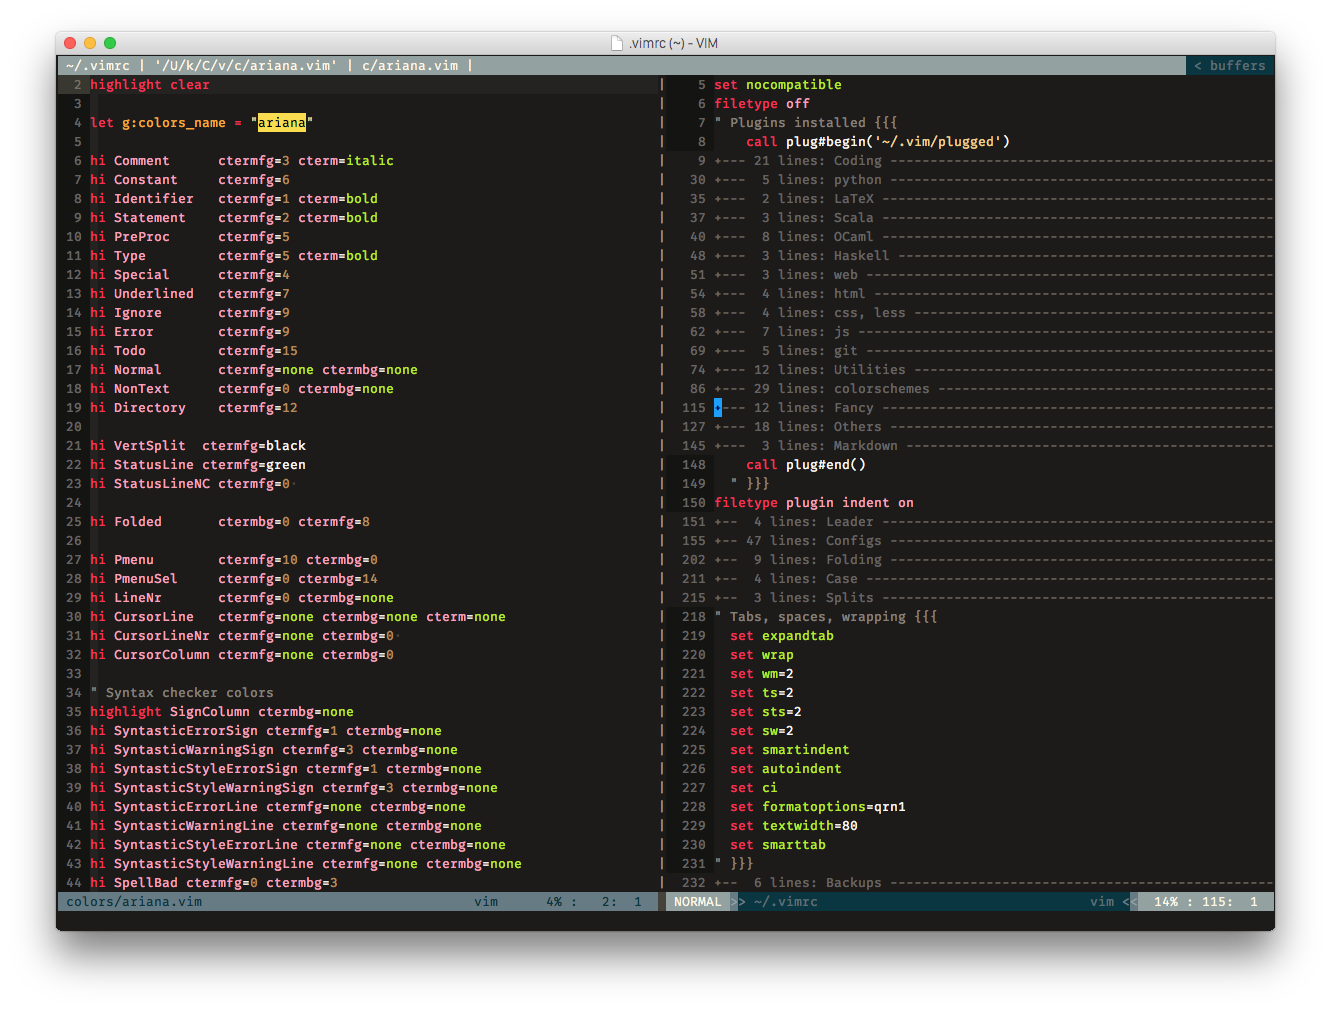 .vimrc (~) - VIM
~/.vimrc | '/U/k/C/v/c/ariana.vim' | c/ariana.vim | < buffers
2 highlight clear
3
4 let g:colors_name = "ariana"
5
6 hi Comment ctermfg=3 cterm=italic
7 hi Constant ctermfg=6
8 hi Identifier ctermfg=1 cterm=bold
9 hi Statement ctermfg=2 cterm=bold
10 hi PreProc ctermfg=5
11 hi Type ctermfg=5 cterm=bold
12 hi Special ctermfg=4
13 hi Underlined ctermfg=7
14 hi Ignore ctermfg=9
15 hi Error ctermfg=9
16 hi Todo ctermfg=15
17 hi Normal ctermfg=none ctermbg=none
18 hi NonText ctermfg=0 ctermbg=none
19 hi Directory ctermfg=12
20
21 hi VertSplit ctermfg=black
22 hi StatusLine ctermfg=green
23 hi StatusLineNC ctermfg=0·
24
25 hi Folded ctermbg=0 ctermfg=8
26
27 hi Pmenu ctermfg=10 ctermbg=0
28 hi PmenuSel ctermfg=0 ctermbg=14
29 hi LineNr ctermfg=0 ctermbg=none
30 hi CursorLine ctermfg=none ctermbg=none cterm=none
31 hi CursorLineNr ctermfg=none ctermbg=0·
32 hi CursorColumn ctermfg=none ctermbg=0
33
34 " Syntax checker colors
35 highlight SignColumn ctermbg=none
36 hi SyntasticErrorSign ctermfg=1 ctermbg=none
37 hi SyntasticWarningSign ctermfg=3 ctermbg=none
38 hi SyntasticStyleErrorSign ctermfg=1 ctermbg=none
39 hi SyntasticStyleWarningSign ctermfg=3 ctermbg=none
40 hi SyntasticErrorLine ctermfg=none ctermbg=none
41 hi SyntasticWarningLine ctermfg=none ctermbg=none
42 hi SyntasticStyleErrorLine ctermfg=none ctermbg=none
43 hi SyntasticStyleWarningLine ctermfg=none ctermbg=none
44 hi SpellBad ctermfg=0 ctermbg=3
colors/ariana.vim vim 4% : 2: 1
5 set nocompatible
6 filetype off
7 " Plugins installed {{{
8 call plug#begin('~/.vim/plugged')
9 +--- 21 lines: Coding ------------------------------------------------
30 +--- 5 lines: python ------------------------------------------------
35 +--- 2 lines: LaTeX -------------------------------------------------
37 +--- 3 lines: Scala -------------------------------------------------
40 +--- 8 lines: OCaml -------------------------------------------------
48 +--- 3 lines: Haskell -----------------------------------------------
51 +--- 3 lines: web ---------------------------------------------------
54 +--- 4 lines: html --------------------------------------------------
58 +--- 4 lines: css, less ----------------------------------------------
62 +--- 7 lines: js ----------------------------------------------------
69 +--- 5 lines: git ---------------------------------------------------
74 +--- 12 lines: Utilities ---------------------------------------------
86 +--- 29 lines: colorschemes ------------------------------------------
115 +--- 12 lines: Fancy -------------------------------------------------
127 +--- 18 lines: Others ------------------------------------------------
145 +--- 3 lines: Markdown ----------------------------------------------
148 call plug#end()
149 " }}}
150 filetype plugin indent on
151 +-- 4 lines: Leader -------------------------------------------------
155 +-- 47 lines: Configs ------------------------------------------------
202 +-- 9 lines: Folding ------------------------------------------------
211 +-- 4 lines: Case ---------------------------------------------------
215 +-- 3 lines: Splits -------------------------------------------------
218 " Tabs, spaces, wrapping {{{
219 set expandtab
220 set wrap
221 set wm=2
222 set ts=2
223 set sts=2
224 set sw=2
225 set smartindent
226 set autoindent
227 set ci
228 set formatoptions=qrn1
229 set textwidth=80
230 set smarttab
231 " }}}
232 +-- 6 lines: Backups ------------------------------------------------
NORMAL >> ~/.vimrc vim << 14% : 115: 1